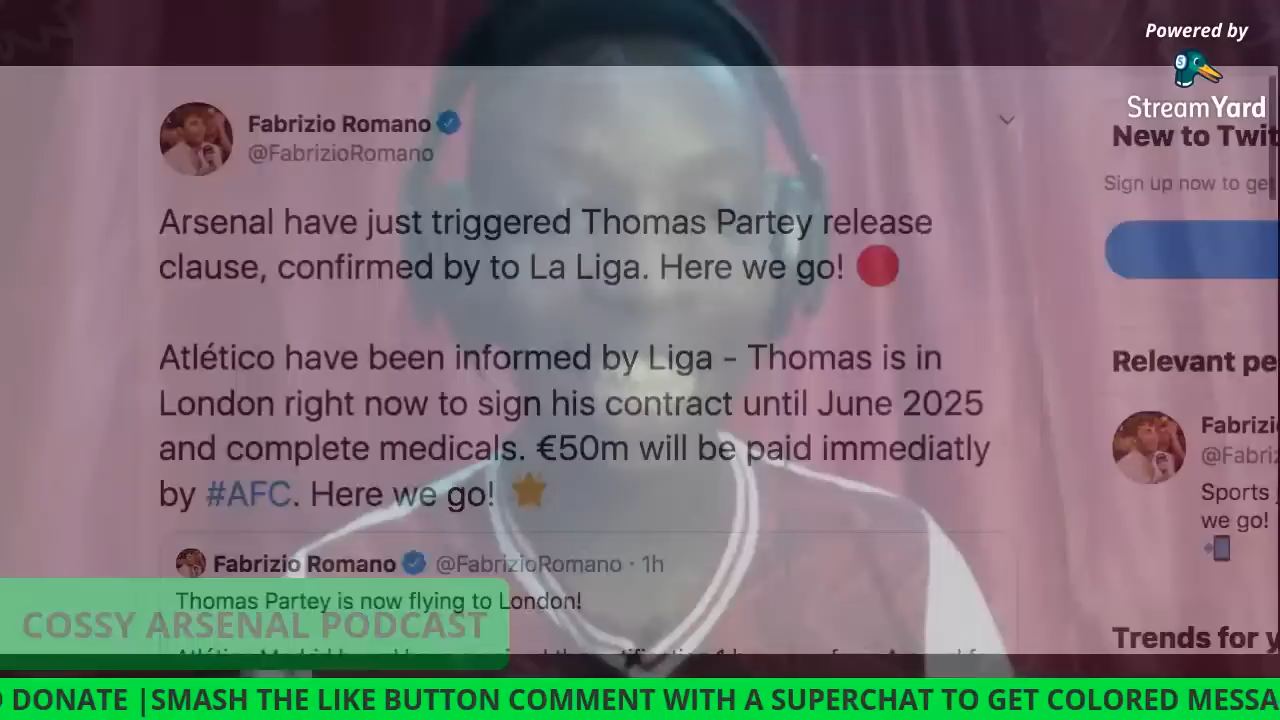 Powered by
StreamYard
Fabrizio Romano
@FabrizioRomano
Arsenal have just triggered Thomas Partey release
clause, confirmed by to La Liga. Here we go!
Atlético have been informed by Liga - Thomas is in
London right now to sign his contract until June 2025
and complete medicals. €50m will be paid immediatly
by #AFC. Here we go!
Fabrizio Romano @FabrizioRomano · 1h
Thomas Partey is now flying to London!
New to Twit
Sign up now to get
Relevant pe
Fabrizi
@Fabriz
Sports
we go!
Trends for y
COSSY ARSENAL PODCAST
DONATE |SMASH THE LIKE BUTTON COMMENT WITH A SUPERCHAT TO GET COLORED MESSA